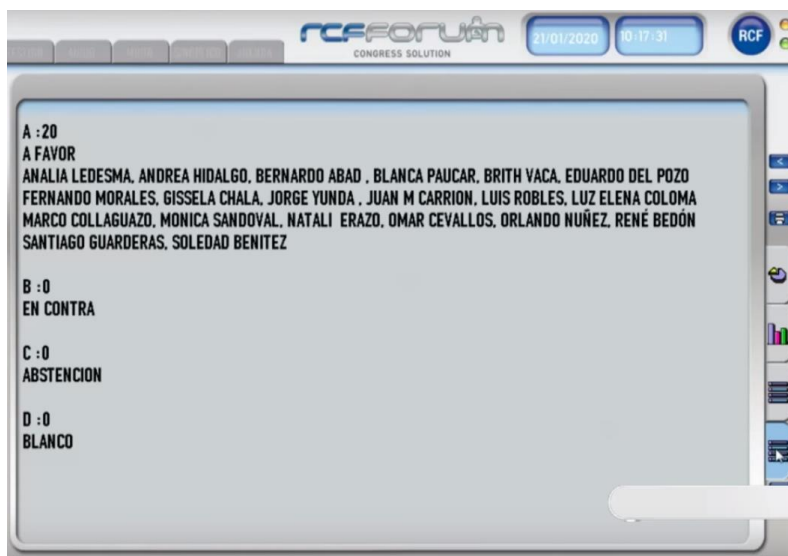 RCFFORUM
CONGRESS SOLUTION
21/01/2020
10:17:31
RCF
A :20
A FAVOR
ANALIA LEDESMA, ANDREA HIDALGO, BERNARDO ABAD , BLANCA PAUCAR, BRITH VACA, EDUARDO DEL POZO
FERNANDO MORALES, GISSELA CHALA, JORGE YUNDA , JUAN M CARRION, LUIS ROBLES, LUZ ELENA COLOMA
MARCO COLLAGUAZO, MONICA SANDOVAL, NATALI  ERAZO, OMAR CEVALLOS, ORLANDO NUÑEZ, RENÉ BEDÓN
SANTIAGO GUARDERAS, SOLEDAD BENITEZ
B :0
EN CONTRA
C :0
ABSTENCION
D :0
BLANCO